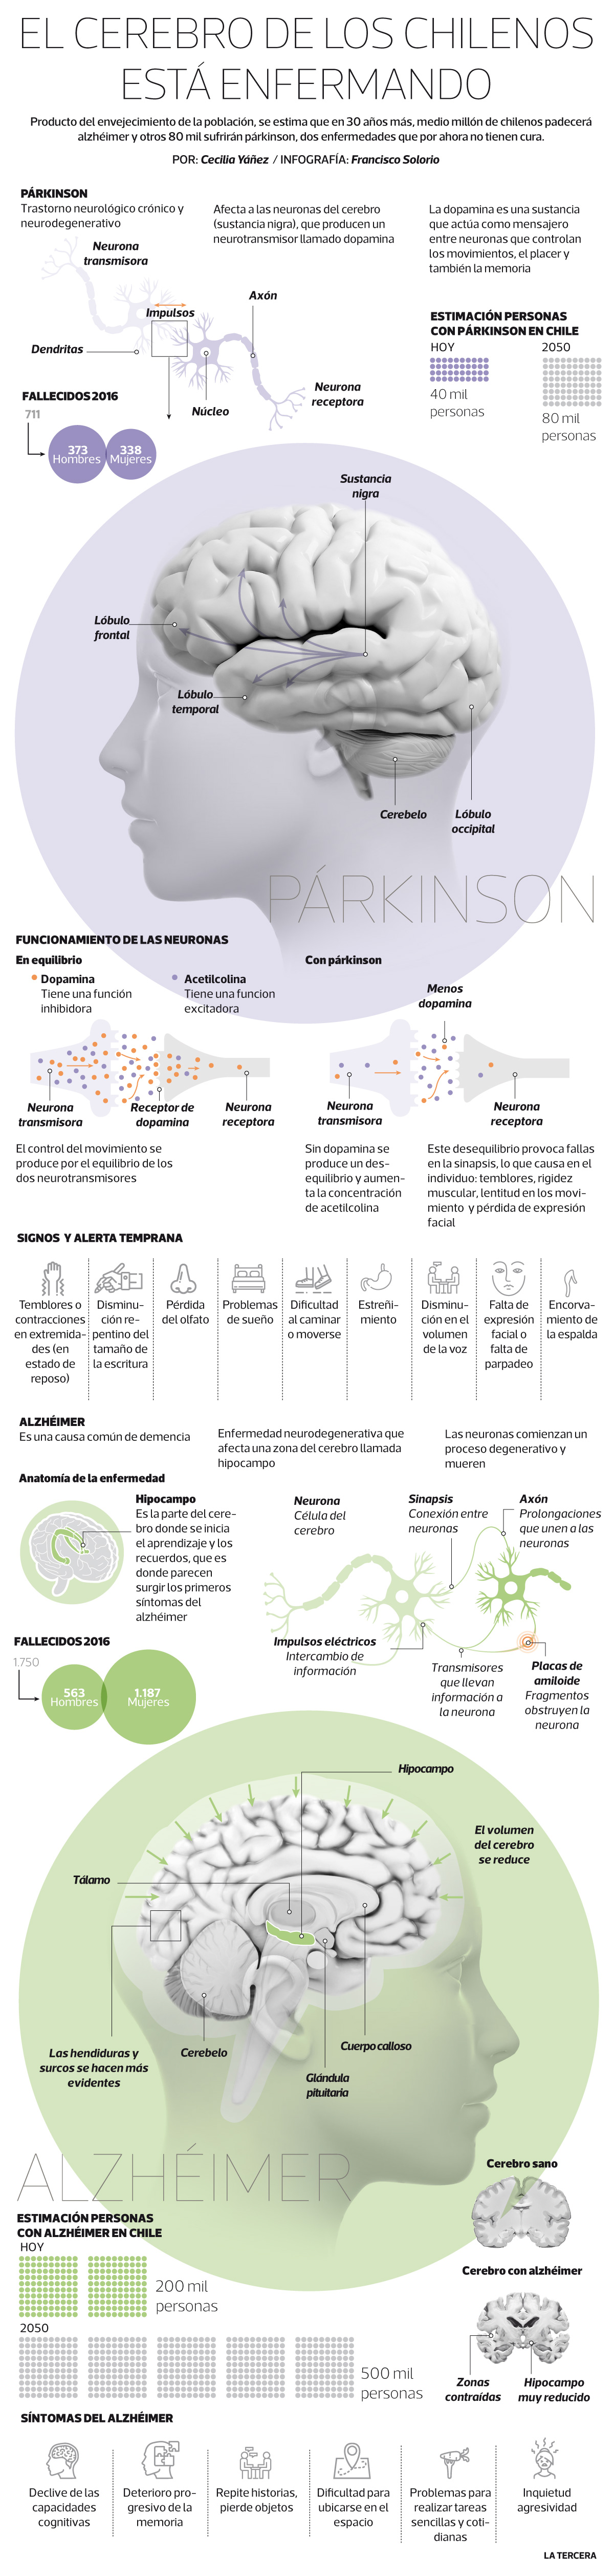 EL CEREBRO DE LOS CHILENOS
ESTÁ ENFERMANDO
Producto del envejecimiento de la población, se estima que en 30 años más, medio millón de chilenos padecerá
alzhéimer y otros 80 mil sufrirán párkinson, dos enfermedades que por ahora no tienen cura.
POR: Cecilia Yáñez / INFOGRAFÍA: Francisco Solorio
PÁRKINSON
Trastorno neurológico crónico y
neurodegenerativo
Afecta a las neuronas del cerebro
(sustancia nigra), que producen un
neurotransmisor llamado dopamina
La dopamina es una sustancia
que actúa como mensajero
entre neuronas que controlan
los movimientos, el placer y
también la memoria
Neurona
transmisora
Impulsos
Axón
Dendritas
Núcleo
Neurona
receptora
ESTIMACIÓN PERSONAS
CON PÁRKINSON EN CHILE
HOY
2050
40 mil
personas
80 mil
personas
FALLECIDOS 2016
711
373
Hombres
338
Mujeres
Sustancia
nigra
Lóbulo
frontal
Lóbulo
temporal
Cerebelo
Lóbulo
occipital
PÁRKINSON
FUNCIONAMIENTO DE LAS NEURONAS
En equilibrio
Dopamina
Tiene una función
inhibidora
Acetilcolina
Tiene una funcion
excitadora
Con párkinson
Menos
dopamina
Neurona
transmisora
Receptor de
dopamina
Neurona
receptora
Neurona
transmisora
Neurona
receptora
El control del movimiento se
produce por el equilibrio de los
dos neurotransmisores
Sin dopamina se
produce un des-
equilibrio y aumen-
ta la concentración
de acetilcolina
Este desequilibrio provoca fallas
en la sinapsis, lo que causa en el
individuo: temblores, rigidez
muscular, lentitud en los movi-
miento y pérdida de expresión
facial
SIGNOS Y ALERTA TEMPRANA
Temblores o
contracciones
en extremida-
des (en
estado de
reposo)
Disminu-
ción re-
pentino del
tamaño de
la escritura
Pérdida
del olfato
Problemas
de sueño
Dificultad
al caminar
o moverse
Estreñi-
miento
Disminu-
ción en el
volumen
de la voz
Falta de
expresión
facial o
falta de
parpadeo
Encorva-
miento de
la espalda
ALZHÉIMER
Es una causa común de demencia
Enfermedad neurodegenerativa que
afecta una zona del cerebro llamada
hipocampo
Las neuronas comienzan un
proceso degenerativo y
mueren
Anatomía de la enfermedad
Hipocampo
Es la parte del cere-
bro donde se inicia
el aprendizaje y los
recuerdos, que es
donde parecen
surgir los primeros
síntomas del
alzhéimer
Neurona
Célula del
cerebro
Sinapsis
Conexión entre
neuronas
Axón
Prolongaciones
que unen a las
neuronas
Impulsos eléctricos
Intercambio de
información
Transmisores
que llevan
información a
la neurona
Placas de
amiloide
Fragmentos
obstruyen la
neurona
FALLECIDOS 2016
1.750
563
Hombres
1.187
Mujeres
Hipocampo
El volumen
del cerebro
se reduce
Tálamo
Las hendiduras y
surcos se hacen más
evidentes
Cerebelo
Cuerpo calloso
Glándula
pituitaria
ALZHÉIMER
Cerebro sano
ESTIMACIÓN PERSONAS
CON ALZHÉIMER EN CHILE
HOY
200 mil
personas
2050
500 mil
personas
Cerebro con alzhéimer
Zonas
contraídas
Hipocampo
muy reducido
SÍNTOMAS DEL ALZHÉIMER
Declive de las
capacidades
cognitivas
Deterioro pro-
gresivo de la
memoria
Repite historias,
pierde objetos
Dificultad para
ubicarse en el
espacio
Problemas para
realizar tareas
sencillas y coti-
dianas
Inquietud
agresividad
LA TERCERA